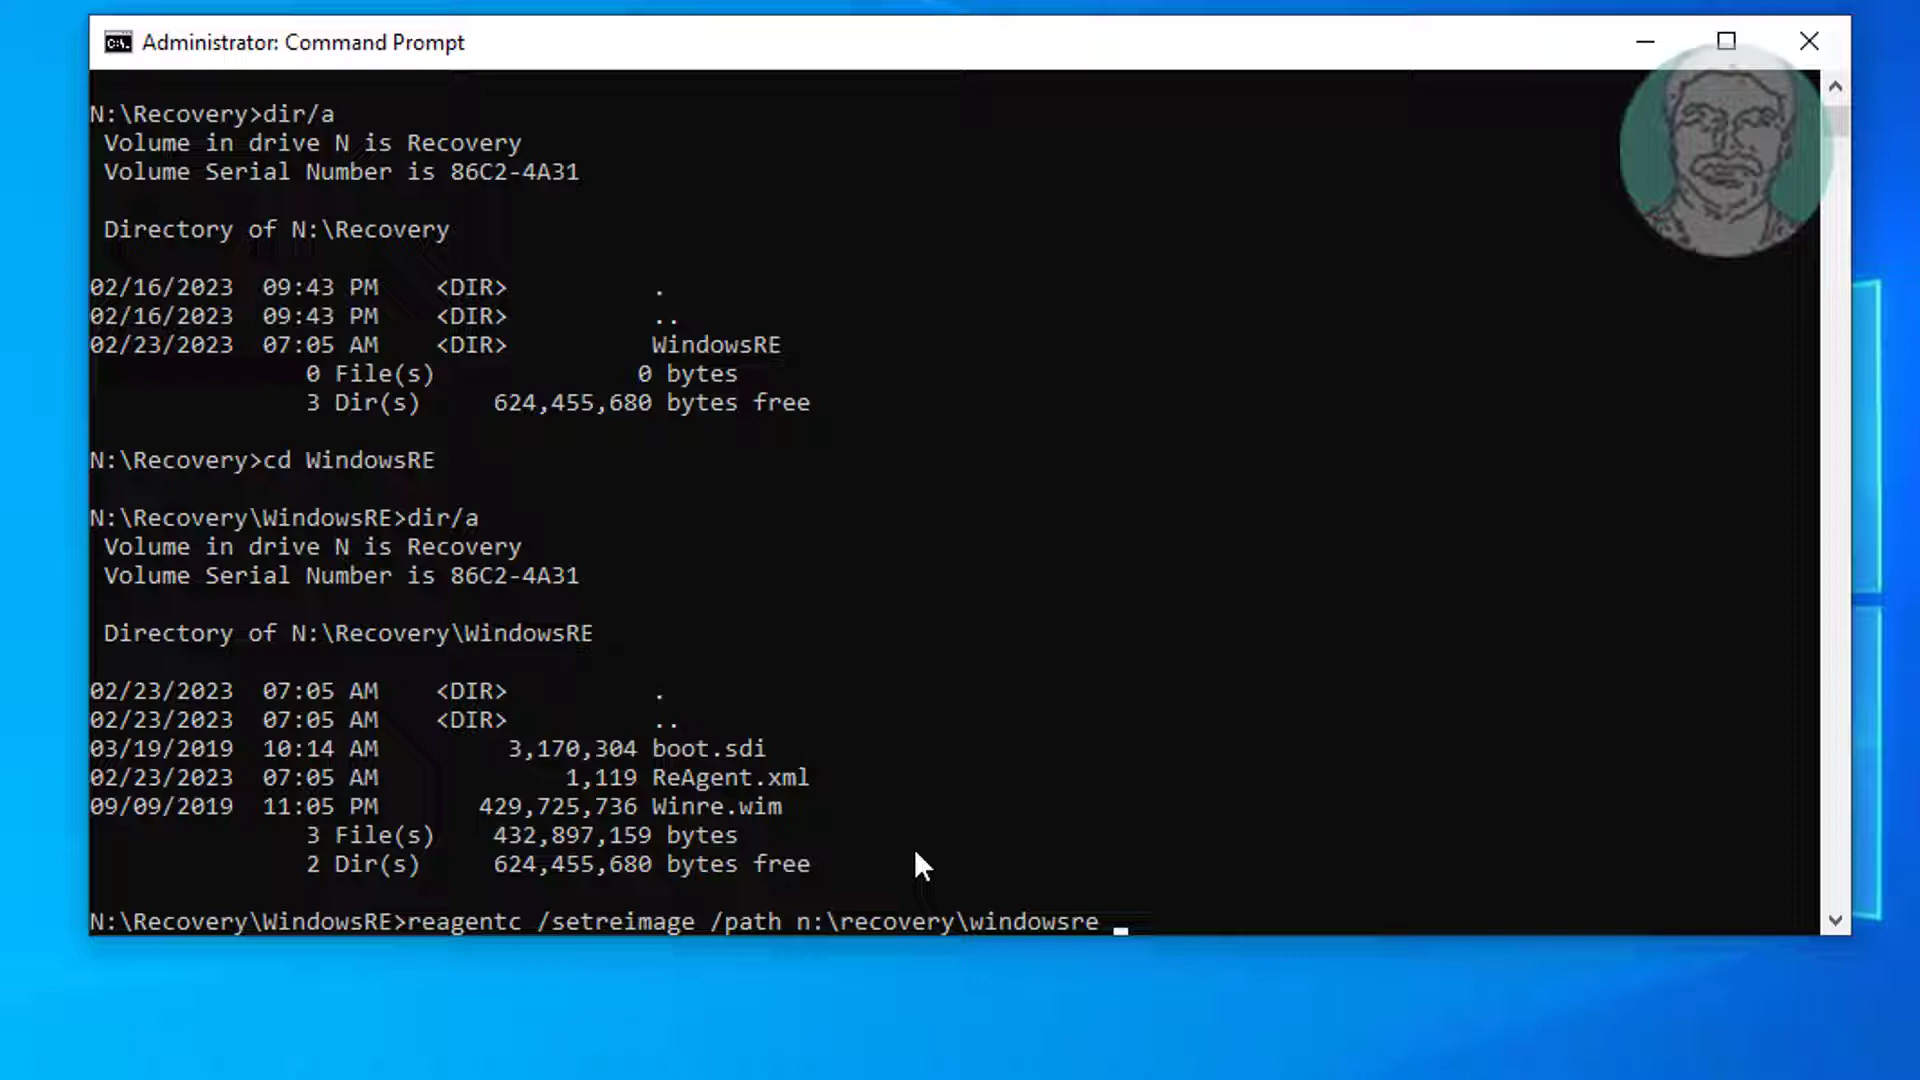 Administrator: Command Prompt
N:\Recovery>dir/a
Volume in drive N is Recovery
Volume Serial Number is 86C2-4A31
Directory of N:\Recovery
02/16/2023  09:43 PM    <DIR>          .
02/16/2023  09:43 PM    <DIR>          ..
02/23/2023  07:05 AM    <DIR>          WindowsRE
0 File(s)              0 bytes
3 Dir(s)     624,455,680 bytes free
N:\Recovery>cd WindowsRE
N:\Recovery\WindowsRE>dir/a
Volume in drive N is Recovery
Volume Serial Number is 86C2-4A31
Directory of N:\Recovery\WindowsRE
02/23/2023  07:05 AM    <DIR>          .
02/23/2023  07:05 AM    <DIR>          ..
03/19/2019  10:14 AM         3,170,304 boot.sdi
02/23/2023  07:05 AM             1,119 ReAgent.xml
09/09/2019  11:05 PM       429,725,736 Winre.wim
3 File(s)    432,897,159 bytes
2 Dir(s)     624,455,680 bytes free
N:\Recovery\WindowsRE>reagentc /setreimage /path n:\recovery\windowsre